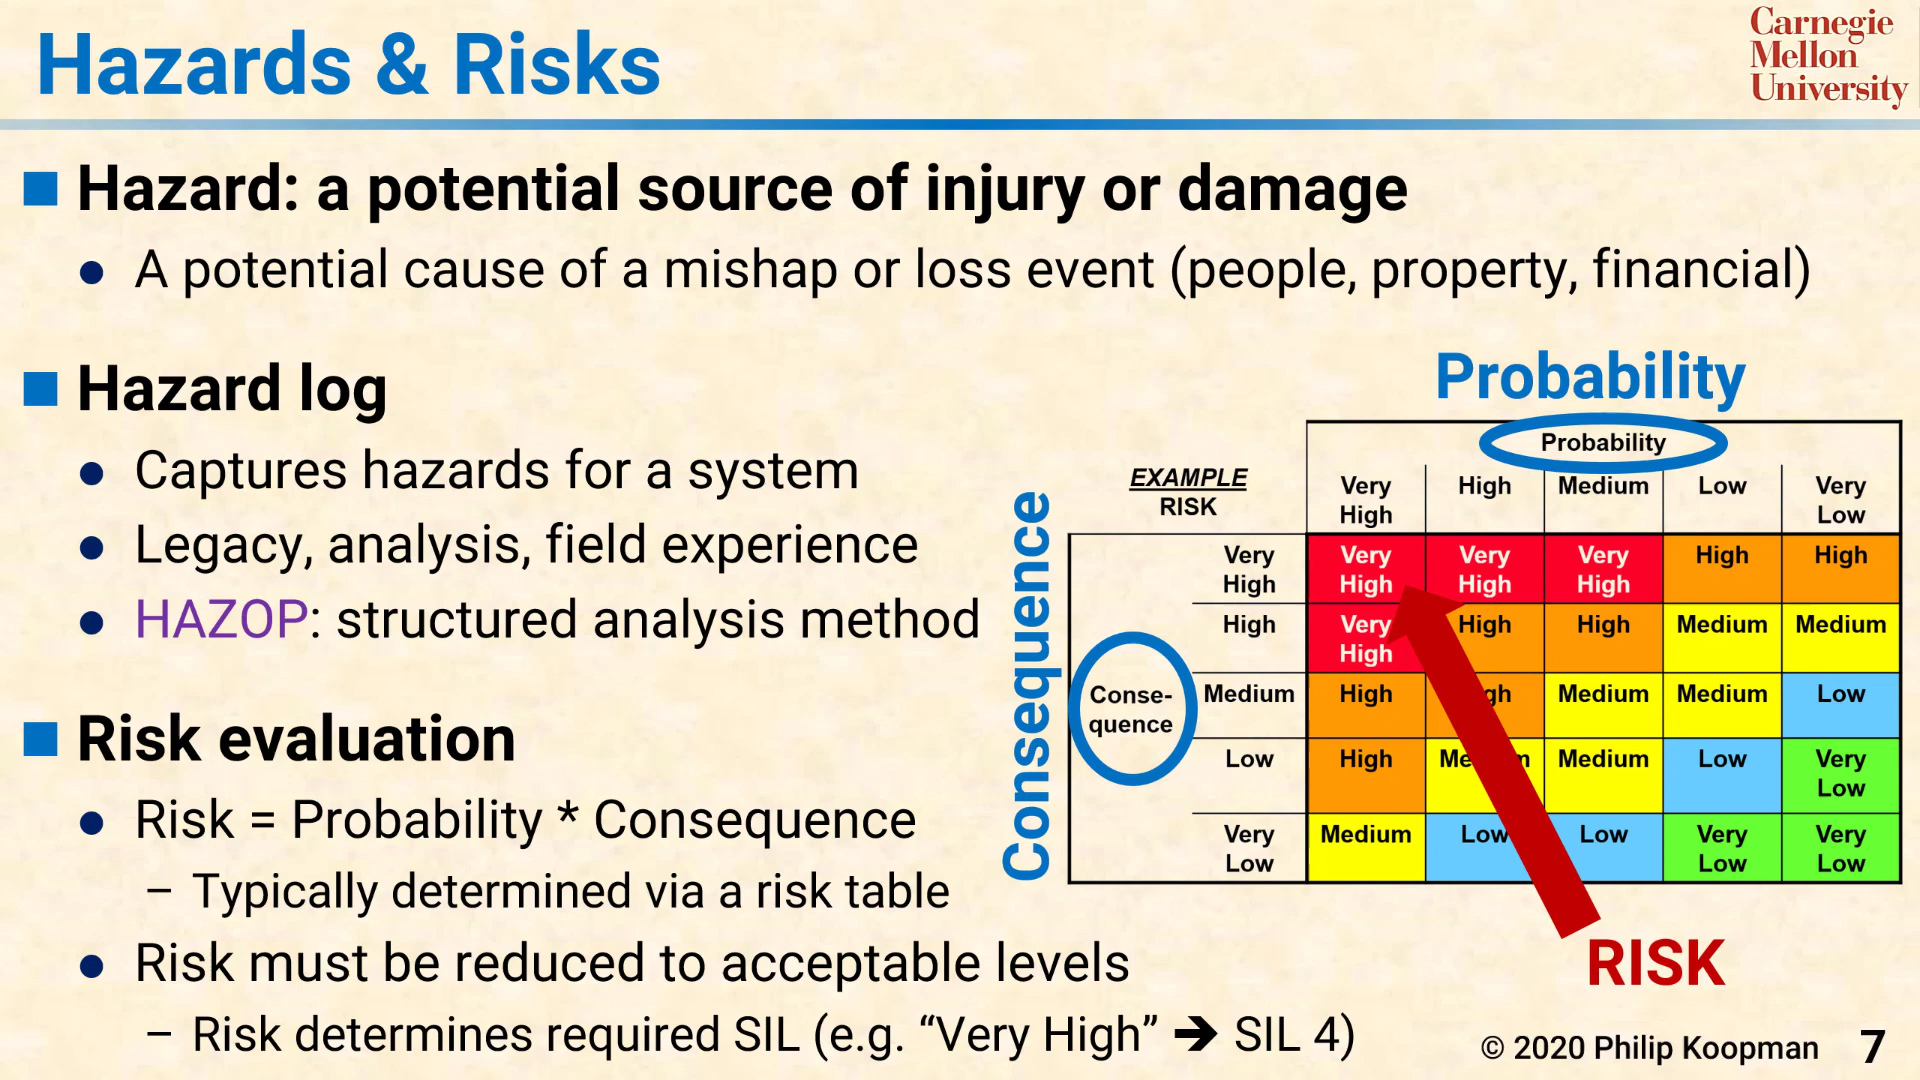 Hazards & Risks
Carnegie
Mellon
University
Hazard: a potential source of injury or damage
A potential cause of a mishap or loss event (people, property, financial)
Hazard log
Captures hazards for a system
Legacy, analysis, field experience
HAZOP: structured analysis method
Risk evaluation
Risk = Probability * Consequence
– Typically determined via a risk table
Risk must be reduced to acceptable levels
– Risk determines required SIL (e.g. “Very High” ➔ SIL 4)
Probability
Consequence
EXAMPLE
RISK
Probability
Very High Medium Low Very
High Low
Conse-
quence
Very Very Very Very High High
High High High High
High Very High High Medium Medium
High
Medium High Medium Medium Low
Low High Medium Low Very
Low
Very Medium Low Low Very Very
Low Low Low
RISK
© 2020 Philip Koopman 7